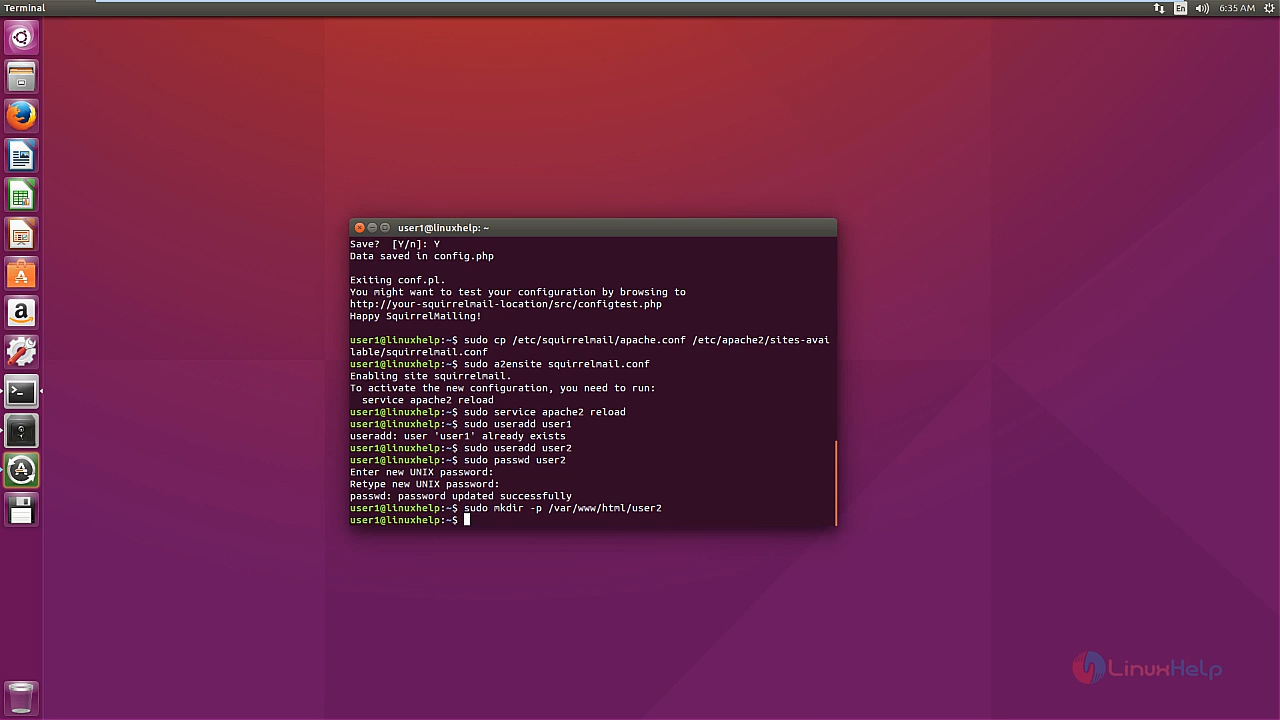 Terminal
En
6:35 AM
user1@linuxhelp: ~
Save?  [Y/n]: Y
Data saved in config.php
Exiting conf.pl.
You might want to test your configuration by browsing to
http://your-squirrelmail-location/src/configtest.php
Happy SquirrelMailing!
user1@linuxhelp:~$ sudo cp /etc/squirrelmail/apache.conf /etc/apache2/sites-avai
lable/squirrelmail.conf
user1@linuxhelp:~$ sudo a2ensite squirrelmail.conf
Enabling site squirrelmail.
To activate the new configuration, you need to run:
  service apache2 reload
user1@linuxhelp:~$ sudo service apache2 reload
user1@linuxhelp:~$ sudo useradd user1
useradd: user 'user1' already exists
user1@linuxhelp:~$ sudo useradd user2
user1@linuxhelp:~$ sudo passwd user2
Enter new UNIX password:
Retype new UNIX password:
passwd: password updated successfully
user1@linuxhelp:~$ sudo mkdir -p /var/www/html/user2
user1@linuxhelp:~$
LinuxHelp